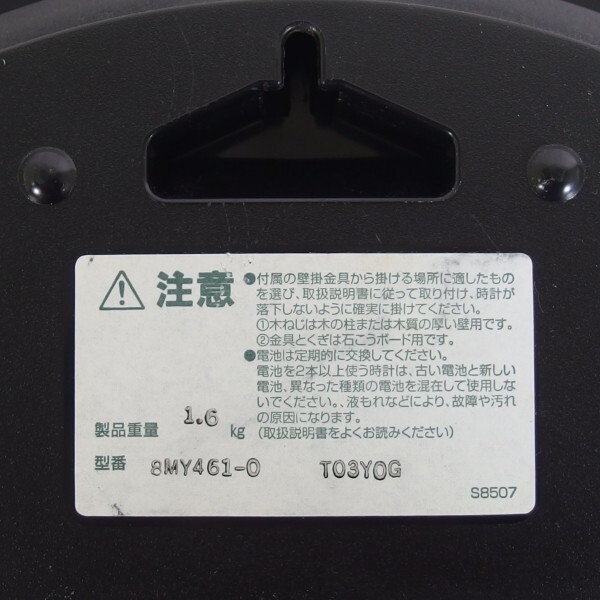 注意
●付属の壁掛金具から掛ける場所に適したもの
を選び、取扱説明書に従って取り付け、時計が
落下しないように確実に掛けてください。
①木ねじは木の柱または木質の厚い壁用です。
②金具とくぎは石こうボード用です。
●電池は定期的に交換してください。
電池を2本以上使う時計は、古い電池と新しい
電池、異なった種類の電池を混在して使用しな
いでください。、液もれなどにより、故障や汚れ
の原因になります。
(取扱説明書をよくお読みください)
製品重量 1.6 kg
型番 8MY461-0 T03Y0G
S8507